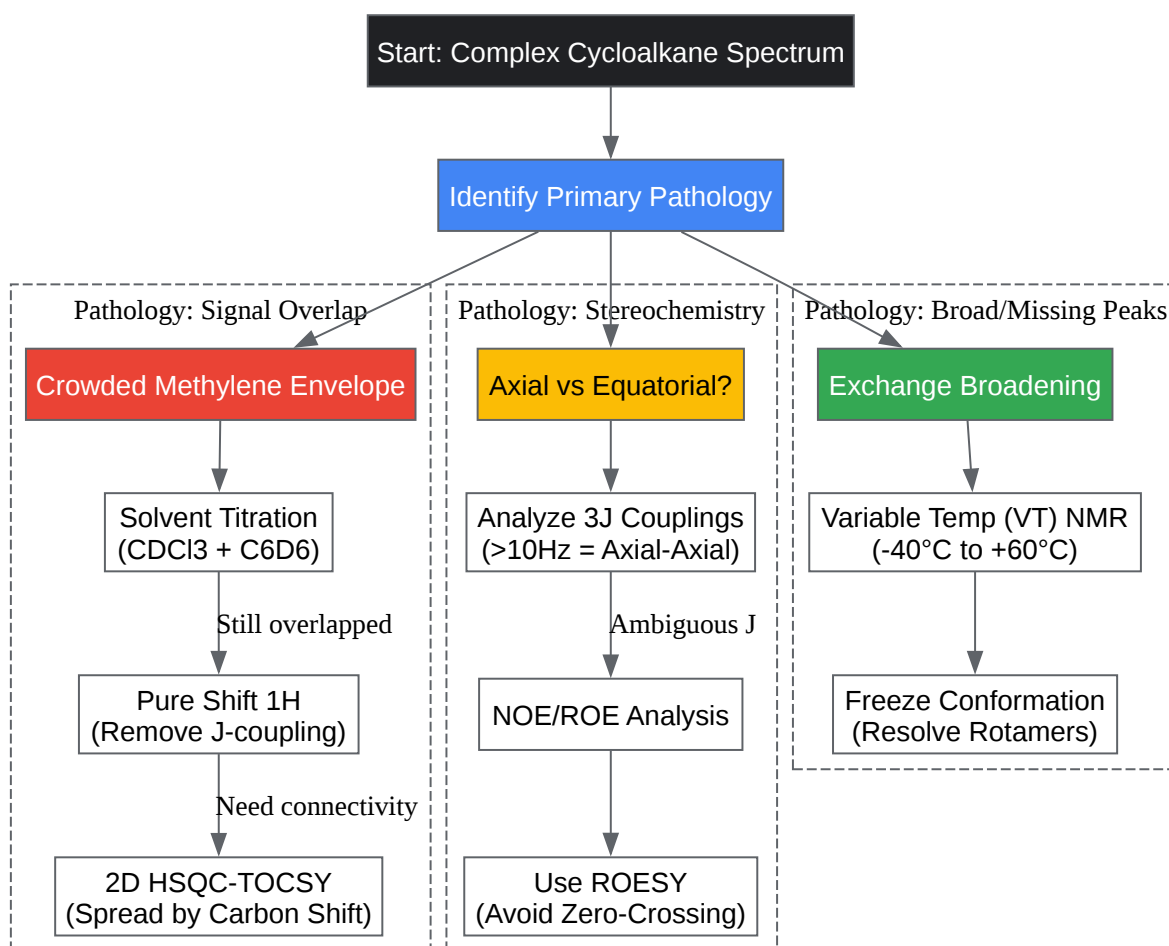 Start: Complex Cycloalkane Spectrum
Identify Primary Pathology
Pathology: Signal Overlap
Crowded Methylene Envelope
Solvent Titration
(CDCl3 + C6D6)
Still overlapped
Pure Shift 1H
(Remove J-coupling)
Need connectivity
2D HSQC-TOCSY
(Spread by Carbon Shift)
Pathology: Stereochemistry
Axial vs Equatorial?
Analyze 3J Couplings
(>10Hz = Axial-Axial)
Ambiguous J
NOE/ROE Analysis
Use ROESY
(Avoid Zero-Crossing)
Pathology: Broad/Missing Peaks
Exchange Broadening
Variable Temp (VT) NMR
(-40°C to +60°C)
Freeze Conformation
(Resolve Rotamers)